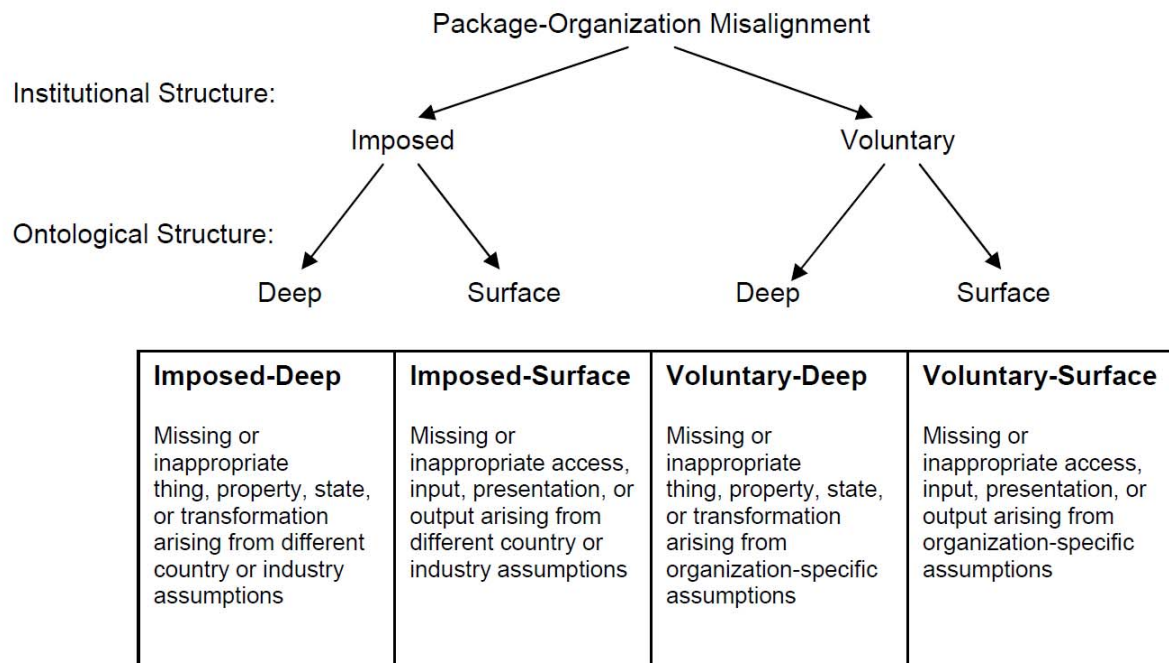 Package-Organization Misalignment
Institutional Structure:
Imposed
Voluntary
Ontological Structure:
Deep
Surface
Deep
Surface
Imposed-Deep
Missing or
inappropriate
thing, property, state,
or transformation
arising from different
country or industry
assumptions
Imposed-Surface
Missing or
inappropriate access,
input, presentation, or
output arising from
different country or
industry assumptions
Voluntary-Deep
Missing or
inappropriate
thing, property, state,
or transformation
arising from
organization-specific
assumptions
Voluntary-Surface
Missing or
inappropriate access,
input, presentation, or
output arising from
organization-specific
assumptions